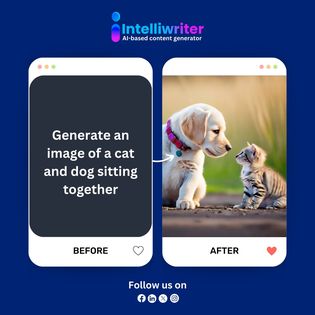 Intelliwriter
AI-based content generator
Generate an
image of a cat
and dog sitting
together
BEFORE
AFTER
Follow us on